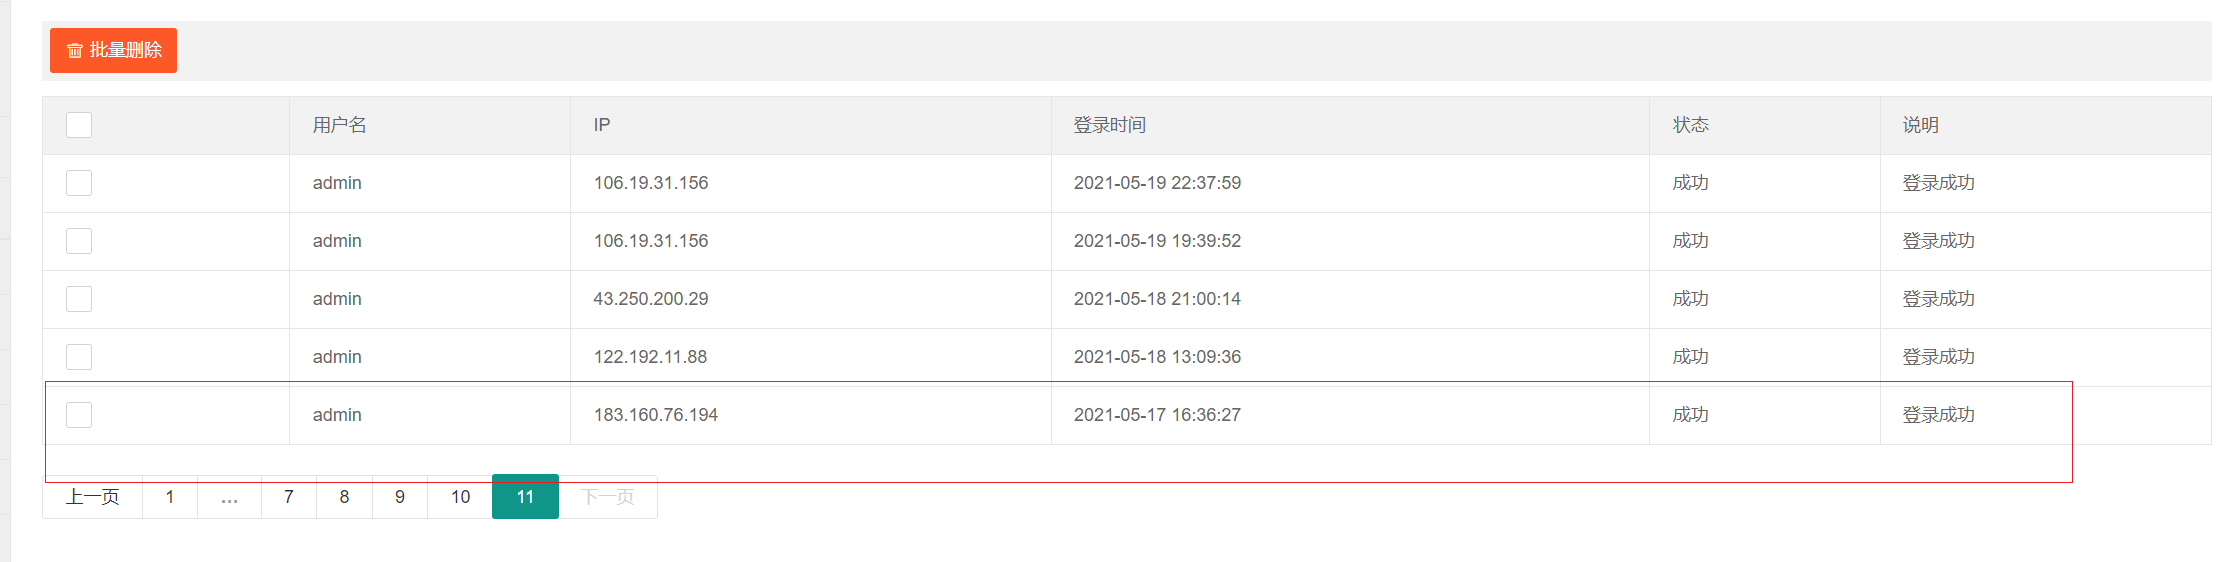 批量删除
用户名 IP 登录时间 状态 说明
admin 106.19.31.156 2021-05-19 22:37:59 成功 登录成功
admin 106.19.31.156 2021-05-19 19:39:52 成功 登录成功
admin 43.250.200.29 2021-05-18 21:00:14 成功 登录成功
admin 122.192.11.88 2021-05-18 13:09:36 成功 登录成功
admin 183.160.76.194 2021-05-17 16:36:27 成功 登录成功
上一页 1 … 7 8 9 10 11 下一页